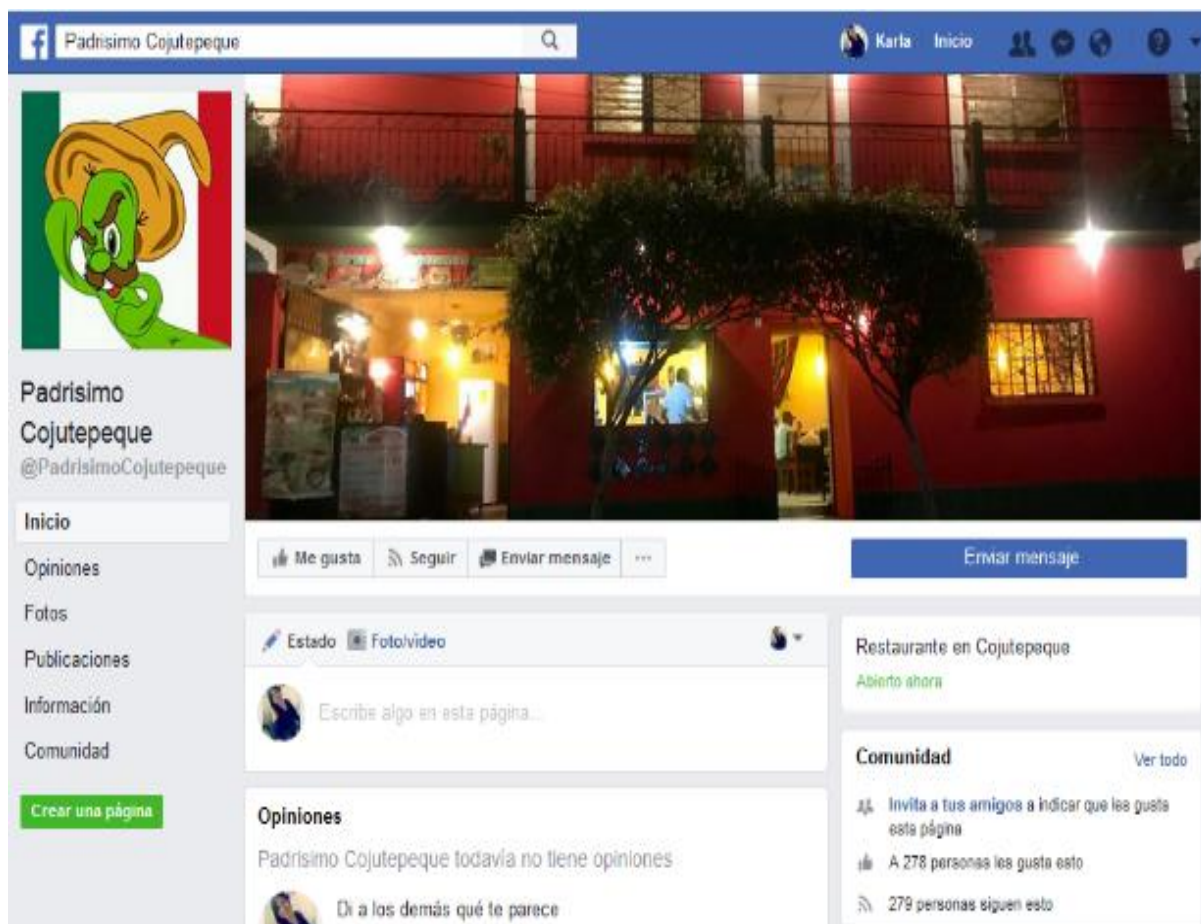 Padrisimo Cojutepeque
Karla Inicio
Padrisimo
Cojutepeque
@PadrisimoCojutepeque
Inicio
Opiniones
Fotos
Publicaciones
Información
Comunidad
Crear una página
Me gusta Seguir Enviar mensaje ...
Enviar mensaje
Estado Foto/video
Escribe algo en esta página...
Opiniones
Padrisimo Cojutepeque todavía no tiene opiniones
Di a los demás qué te parece
Restaurante en Cojutepeque
Abierto ahora
Comunidad Ver todo
Invita a tus amigos a indicar que les gusta
esta página
A 278 personas les gusta esto
279 personas siguen esto